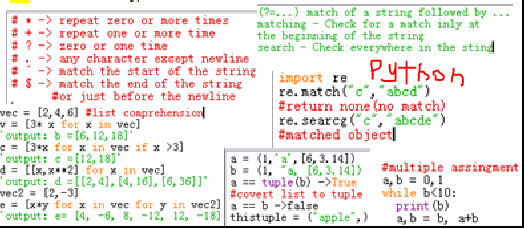 # * -> repeat zero or more times
# + -> repeat one or more time
# ? -> zero or one time
# . -> any character except newline
# ^ -> match the start of the string
# $ -> match the end of the string
#or just before the newline
(?=...) match of a string followed by ...
matching - Check for a match inly at
the beginning of the string
search - Check everywhere in the sting
Python
import re
re.match("c", "abcd")
#return none(no match)
re.searcg("c", "abcde")
#matched object
vec = [2,4,6] #list comprehension
v = [3* x for x in vec]
'output: b =[6,12,18]'
c = [3*x for x in vec if x >3]
'output: c =[12,18]'
d = [[x,x**2] for x in vec]
'output: d =[[2,4],[4,16],[6,36]]'
vec2 = [2,-3]
e = [x*y for x in vec for y in vec2]
'output: e= [4, -6, 8, -12, 12, -18]
a = (1,'a', [6,3.14])
b = (1, "a, [6,3.14])
a == tuple(b) ->True
#covert list to tuple
a == b ->false
thistuple = ("apple",)
#multiple assingment
a,b = 0,1
while b<10:
print(b)
a,b = b, a+b